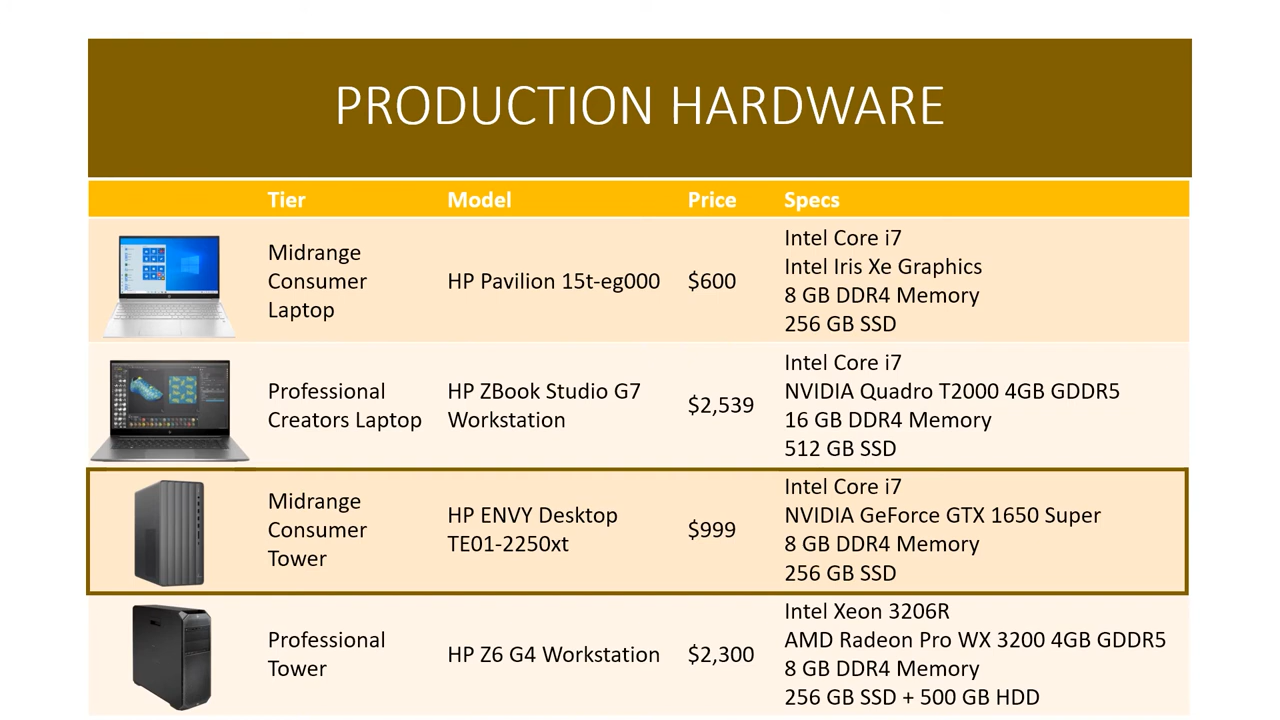 PRODUCTION HARDWARE
Tier Model Price Specs
Midrange
Consumer
Laptop
HP Pavilion 15t-eg000
$600
Intel Core i7
Intel Iris Xe Graphics
8 GB DDR4 Memory
256 GB SSD
Professional
Creators Laptop
HP ZBook Studio G7
Workstation
$2,539
Intel Core i7
NVIDIA Quadro T2000 4GB GDDR5
16 GB DDR4 Memory
512 GB SSD
Midrange
Consumer
Tower
HP ENVY Desktop
TE01-2250xt
$999
Intel Core i7
NVIDIA GeForce GTX 1650 Super
8 GB DDR4 Memory
256 GB SSD
Professional
Tower
HP Z6 G4 Workstation
$2,300
Intel Xeon 3206R
AMD Radeon Pro WX 3200 4GB GDDR5
8 GB DDR4 Memory
256 GB SSD + 500 GB HDD